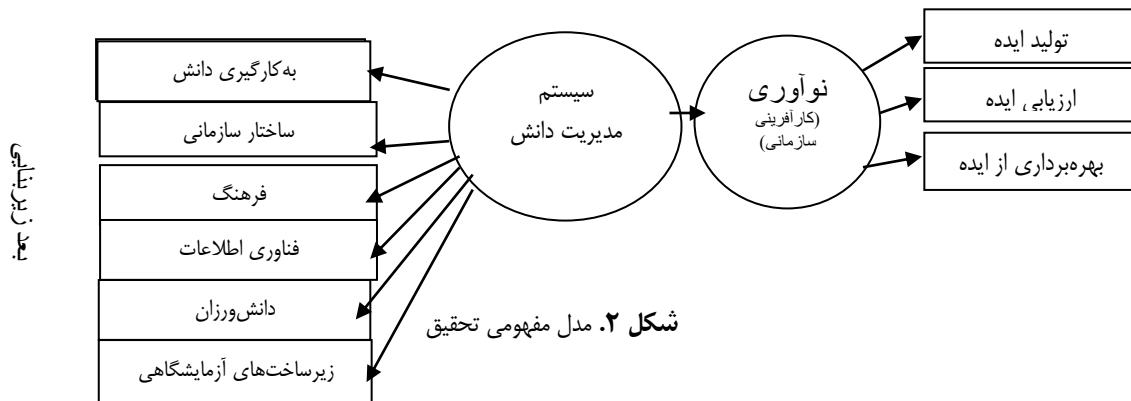 تولید ایده
ارزیابی ایده
بهره‌برداری از ایده
نوآوری
(کارآفرینی
سازمانی)
سیستم
مدیریت دانش
به‌کارگیری دانش
ساختار سازمانی
فرهنگ
فناوری اطلاعات
دانش‌ورزان
زیرساخت‌های آزمایشگاهی
بعد زیربنایی
شکل ۲. مدل مفهومی تحقیق